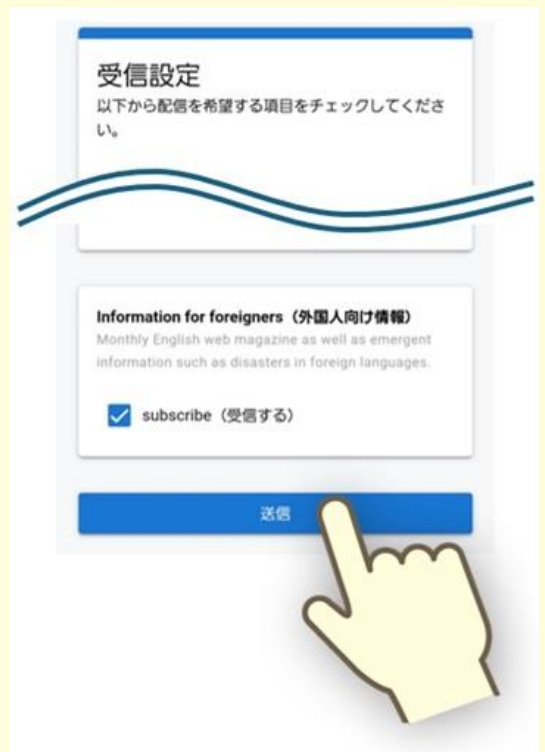 受信設定
以下から配信を希望する項目をチェックしてくださ
い。
Information for foreigners（外国人向け情報）
Monthly English web magazine as well as emergent
information such as disasters in foreign languages.
subscribe（受信する）
送信